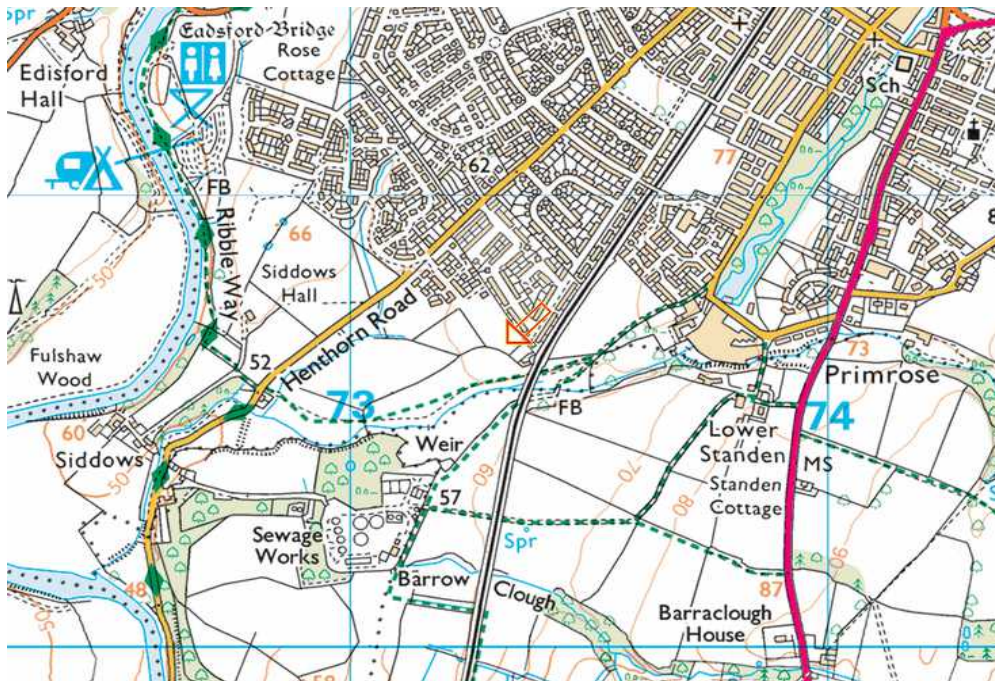 Spr
Eadsford Bridge
Rose
Cottage
Edisford
Hall
FB
Ribble Way
62
77
Sch
66
50
Siddows
Hall
Henthorn Road
Fulshaw
Wood
52
73
73
Primrose
74
60
Siddows
50
Weir
FB
Lower
Standen
MS
Standen
Cottage
60
70
80
57
Sewage
Works
Spr
90
48
Barrow
Clough
87
Barraclough
House
50